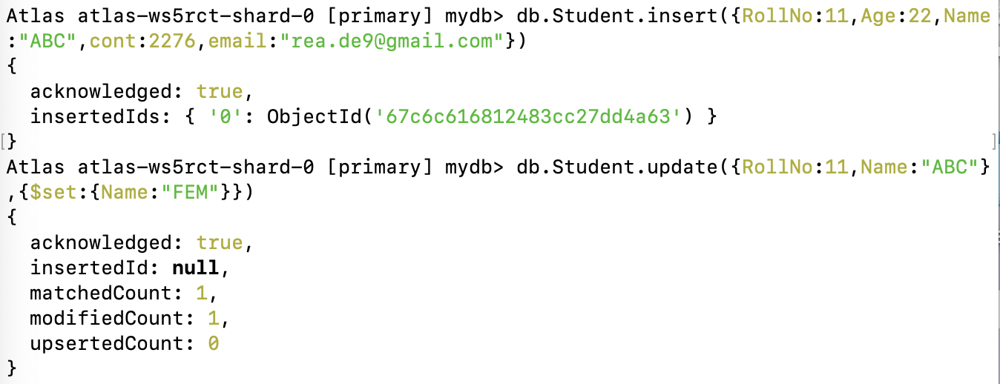 Atlas atlas-ws5rct-shard-0 [primary] mydb> db.Student.insert({RollNo:11,Age:22,Name
:"ABC",cont:2276,email:"rea.de9@gmail.com"})
{
  acknowledged: true,
  insertedIds: { '0': ObjectId('67c6c616812483cc27dd4a63') }
[}                                                                                  ]
Atlas atlas-ws5rct-shard-0 [primary] mydb> db.Student.update({RollNo:11,Name:"ABC"}
,{$set:{Name:"FEM"}})
{
  acknowledged: true,
  insertedId: null,
  matchedCount: 1,
  modifiedCount: 1,
  upsertedCount: 0
}